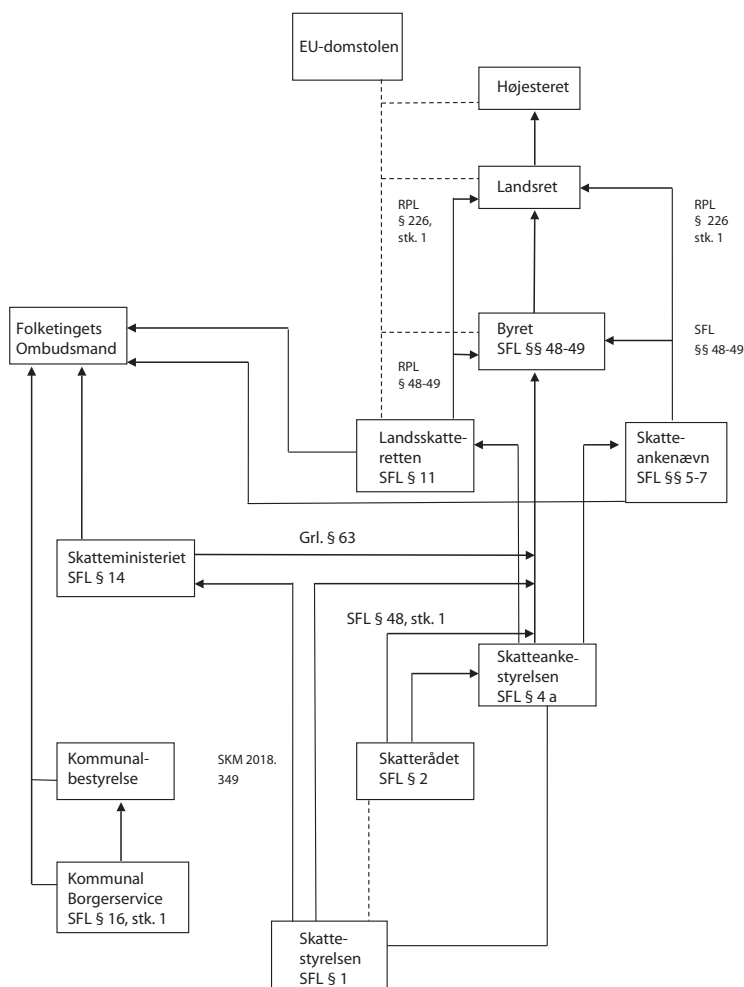 EU-domstolen
Højesteret
Landsret
RPL
§ 226,
stk. 1
RPL
§ 226
stk. 1
Folketingets
Ombudsmand
Byret
SFL §§ 48-49
SFL
§§ 48-49
RPL
§ 48-49
Landsskatte-
retten
SFL § 11
Skatte-
ankenævn
SFL §§ 5-7
Skatteministeriet
SFL § 14
Grl. § 63
SFL § 48, stk. 1
Skatteanke-
styrelsen
SFL § 4 a
Kommunal-
bestyrelse
SKM 2018.
349
Skatterådet
SFL § 2
Kommunal
Borgerservice
SFL § 16, stk. 1
Skatte-
styrelsen
SFL § 1